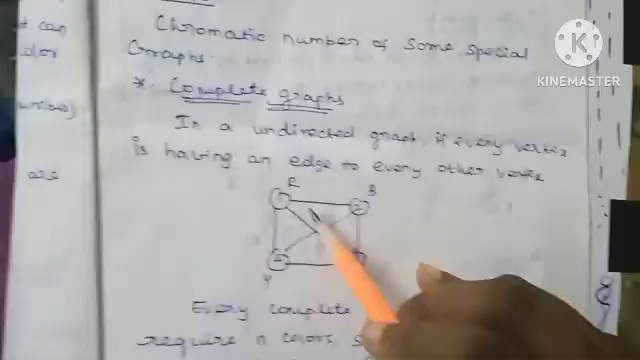 Chromatic number of some special
Graphs.
* Complete graphs
In a undirected graph, if every vertex
is having an edge to every other vertex
R
B
2
Y
Every complete
require n colors.
KINEMASTER